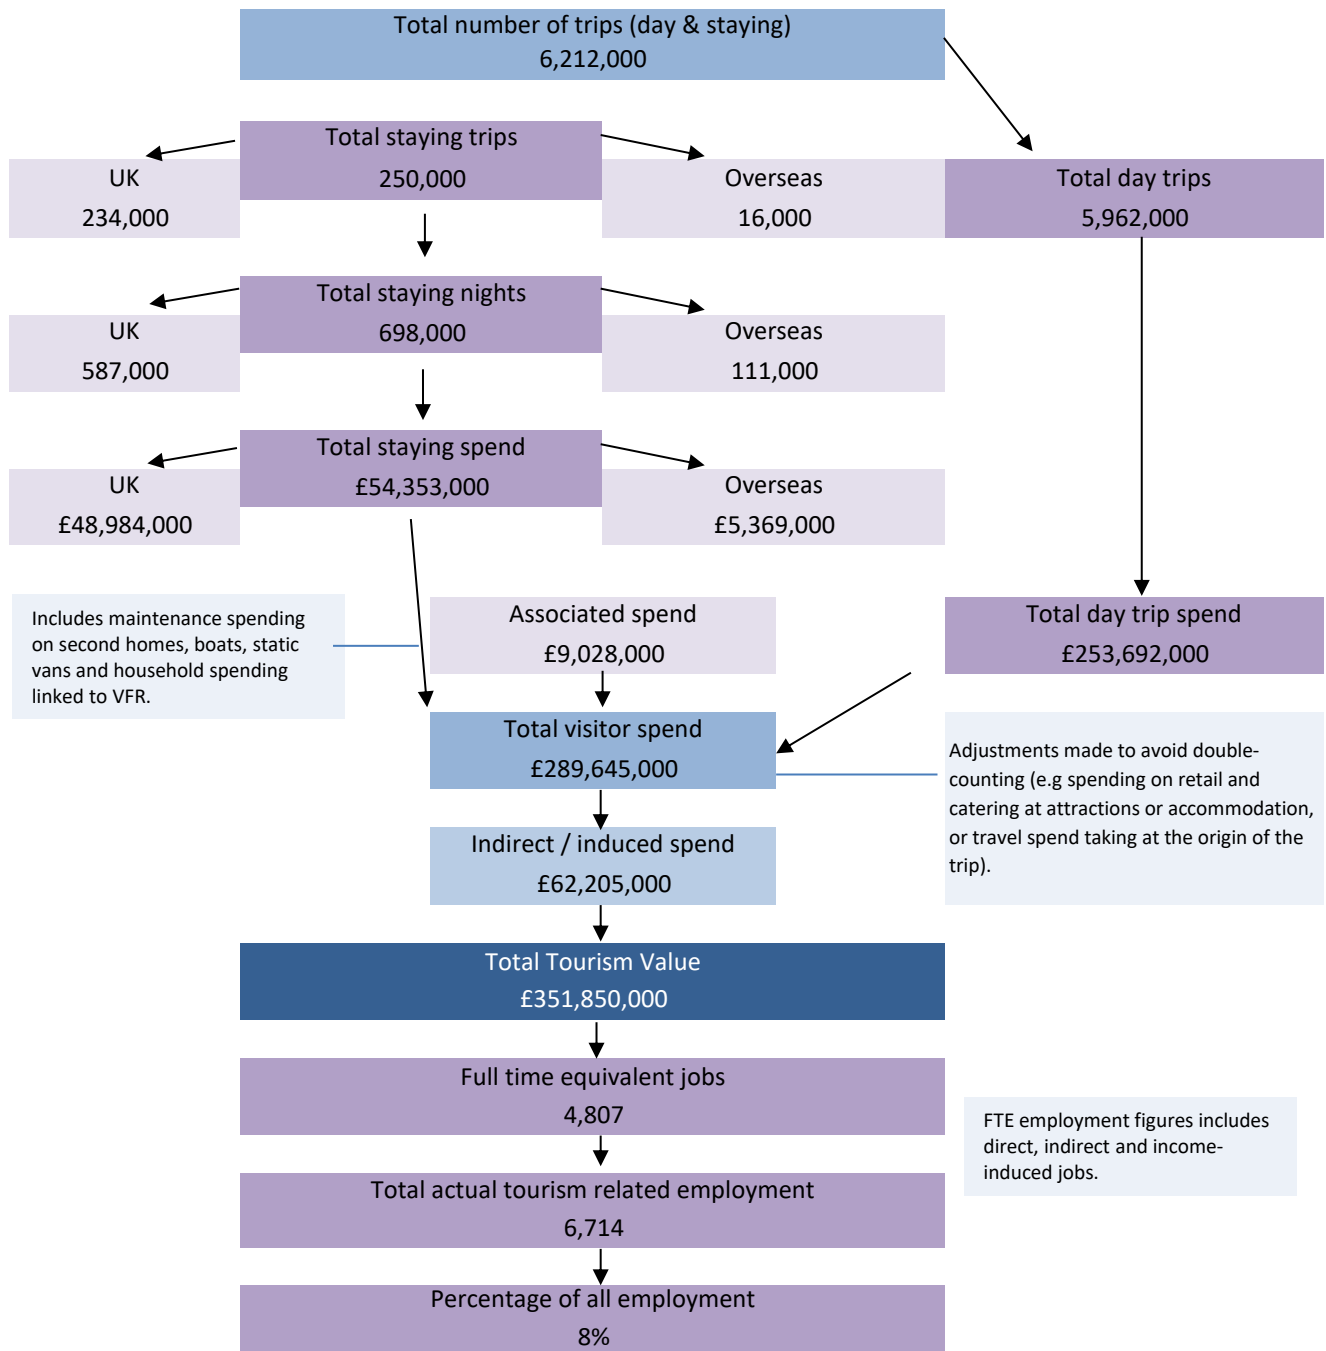 Total number of trips (day & staying)
6,212,000
Total staying trips
250,000
UK
234,000
Overseas
16,000
Total day trips
5,962,000
Total staying nights
698,000
UK
587,000
Overseas
111,000
Total staying spend
£54,353,000
UK
£48,984,000
Overseas
£5,369,000
Includes maintenance spending
on second homes, boats, static
vans and household spending
linked to VFR.
Associated spend
£9,028,000
Total day trip spend
£253,692,000
Total visitor spend
£289,645,000
Adjustments made to avoid double-
counting (e.g spending on retail and
catering at attractions or accommodation,
or travel spend taking at the origin of the
trip).
Indirect / induced spend
£62,205,000
Total Tourism Value
£351,850,000
Full time equivalent jobs
4,807
FTE employment figures includes
direct, indirect and income-
induced jobs.
Total actual tourism related employment
6,714
Percentage of all employment
8%